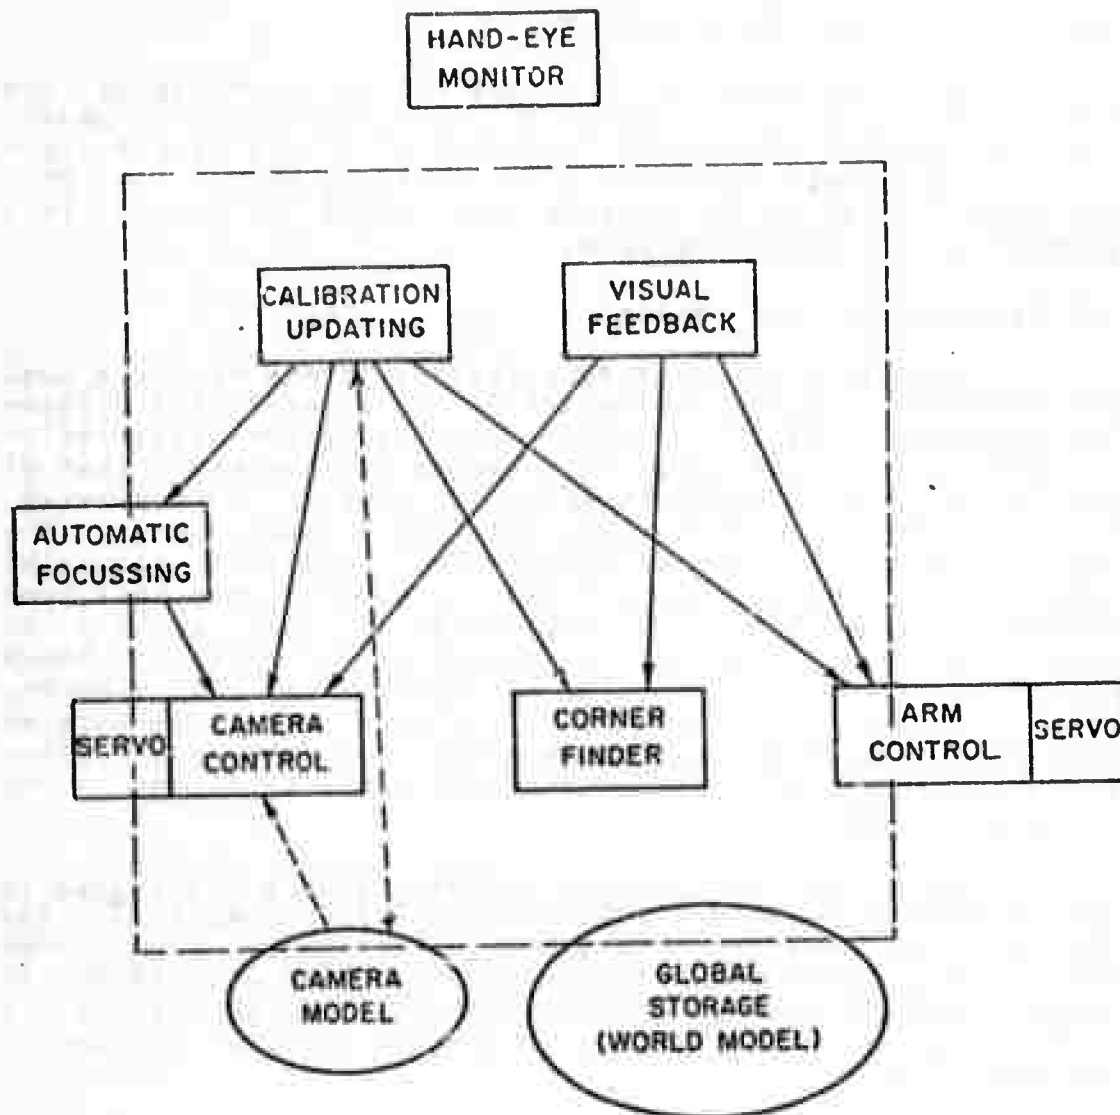 HAND-EYE
MONITOR
CALIBRATION
UPDATING
VISUAL
FEEDBACK
AUTOMATIC
FOCUSSING
SERVO
CAMERA
CONTROL
CORNER
FINDER
ARM
CONTROL
SERVO
CAMERA
MODEL
GLOBAL
STORAGE
(WORLD MODEL)